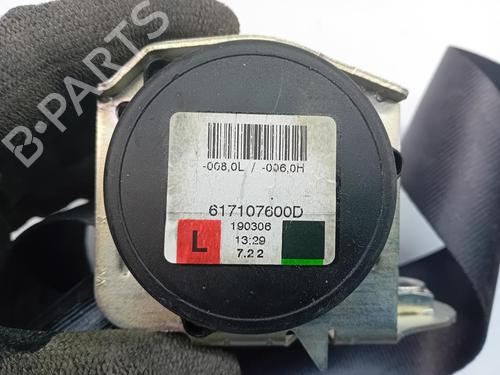 B-PARTS
-008,0L / -006,0H
617107600D
190306
L
13:29
7.2 2